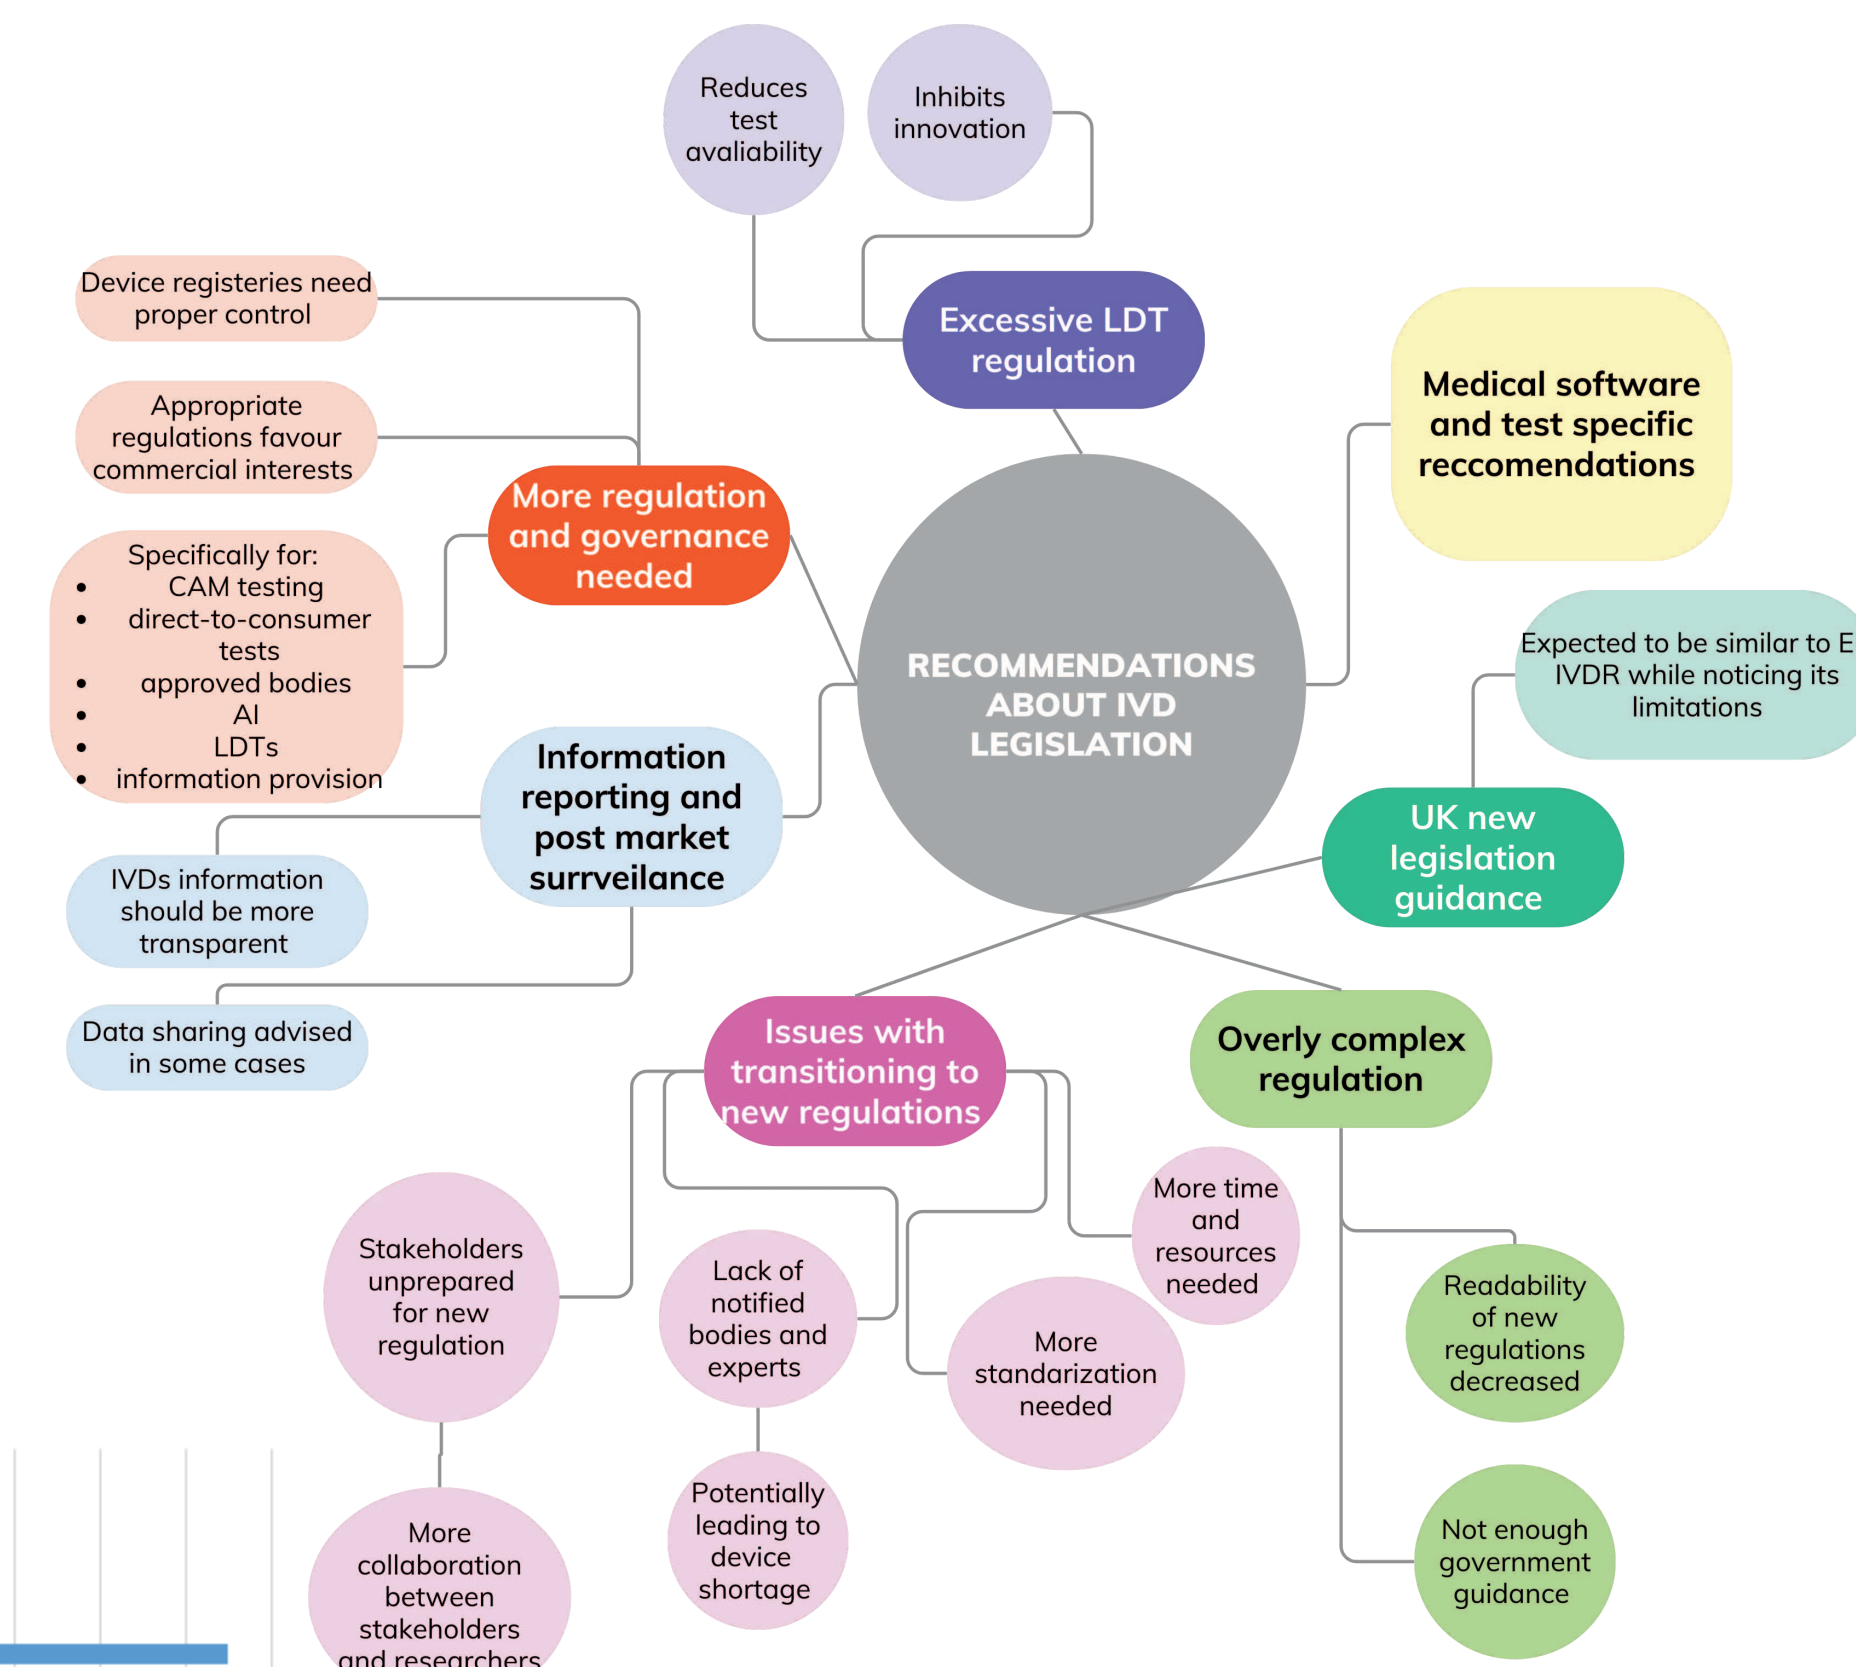 Reduces
test
avaliability
Inhibits
innovation
Excessive LDT
regulation
Device registeries need
proper control
Appropriate
regulations favour
commercial interests
Specifically for:
• CAM testing
• direct-to-consumer
tests
• approved bodies
• AI
• LDTs
• information provision
More regulation
and governance
needed
Medical software
and test specific
reccomendations
RECOMMENDATIONS
ABOUT IVD
LEGISLATION
Expected to be similar to E
IVDR while noticing its
limitations
UK new
legislation
guidance
Information
reporting and
post market
surrveilance
IVDs information
should be more
transparent
Data sharing advised
in some cases
Issues with
transitioning to
new regulations
Overly complex
regulation
Stakeholders
unprepared
for new
regulation
Lack of
notified
bodies and
experts
More
standarization
needed
More time
and
resources
needed
Readability
of new
regulations
decreased
Potentially
leading to
device
shortage
More
collaboration
between
stakeholders
and researchers
Not enough
government
guidance